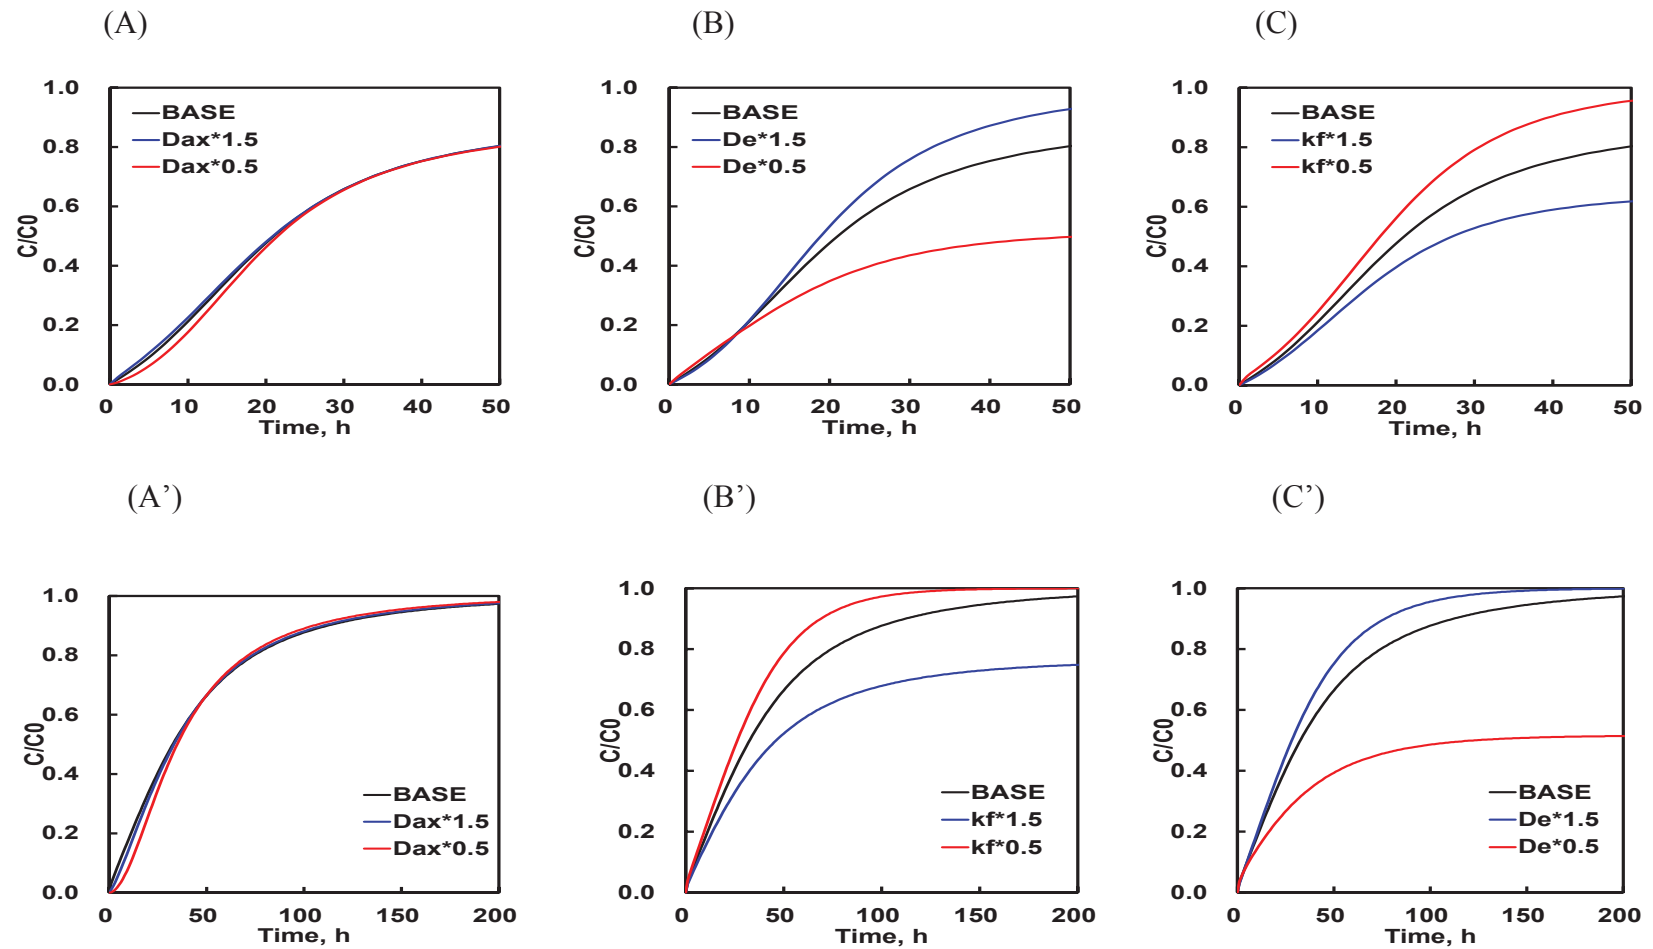 (A)
1.0
0.8
0.6
0.4
0.2
0.0
C/C0
BASE
Dax*1.5
Dax*0.5
0 10 20 30 40 50
Time, h
(B)
1.0
0.8
0.6
0.4
0.2
0.0
C/C0
BASE
De*1.5
De*0.5
0 10 20 30 40 50
Time, h
(C)
1.0
0.8
0.6
0.4
0.2
0.0
C/C0
BASE
kf*1.5
kf*0.5
0 10 20 30 40 50
Time, h
(A’)
1.0
0.8
0.6
0.4
0.2
0.0
C/C0
BASE
Dax*1.5
Dax*0.5
0 50 100 150 200
Time, h
(B’)
1.0
0.8
0.6
0.4
0.2
0.0
C/C0
BASE
kf*1.5
kf*0.5
0 50 100 150 200
Time, h
(C’)
1.0
0.8
0.6
0.4
0.2
0.0
C/C0
BASE
De*1.5
De*0.5
0 50 100 150 200
Time, h